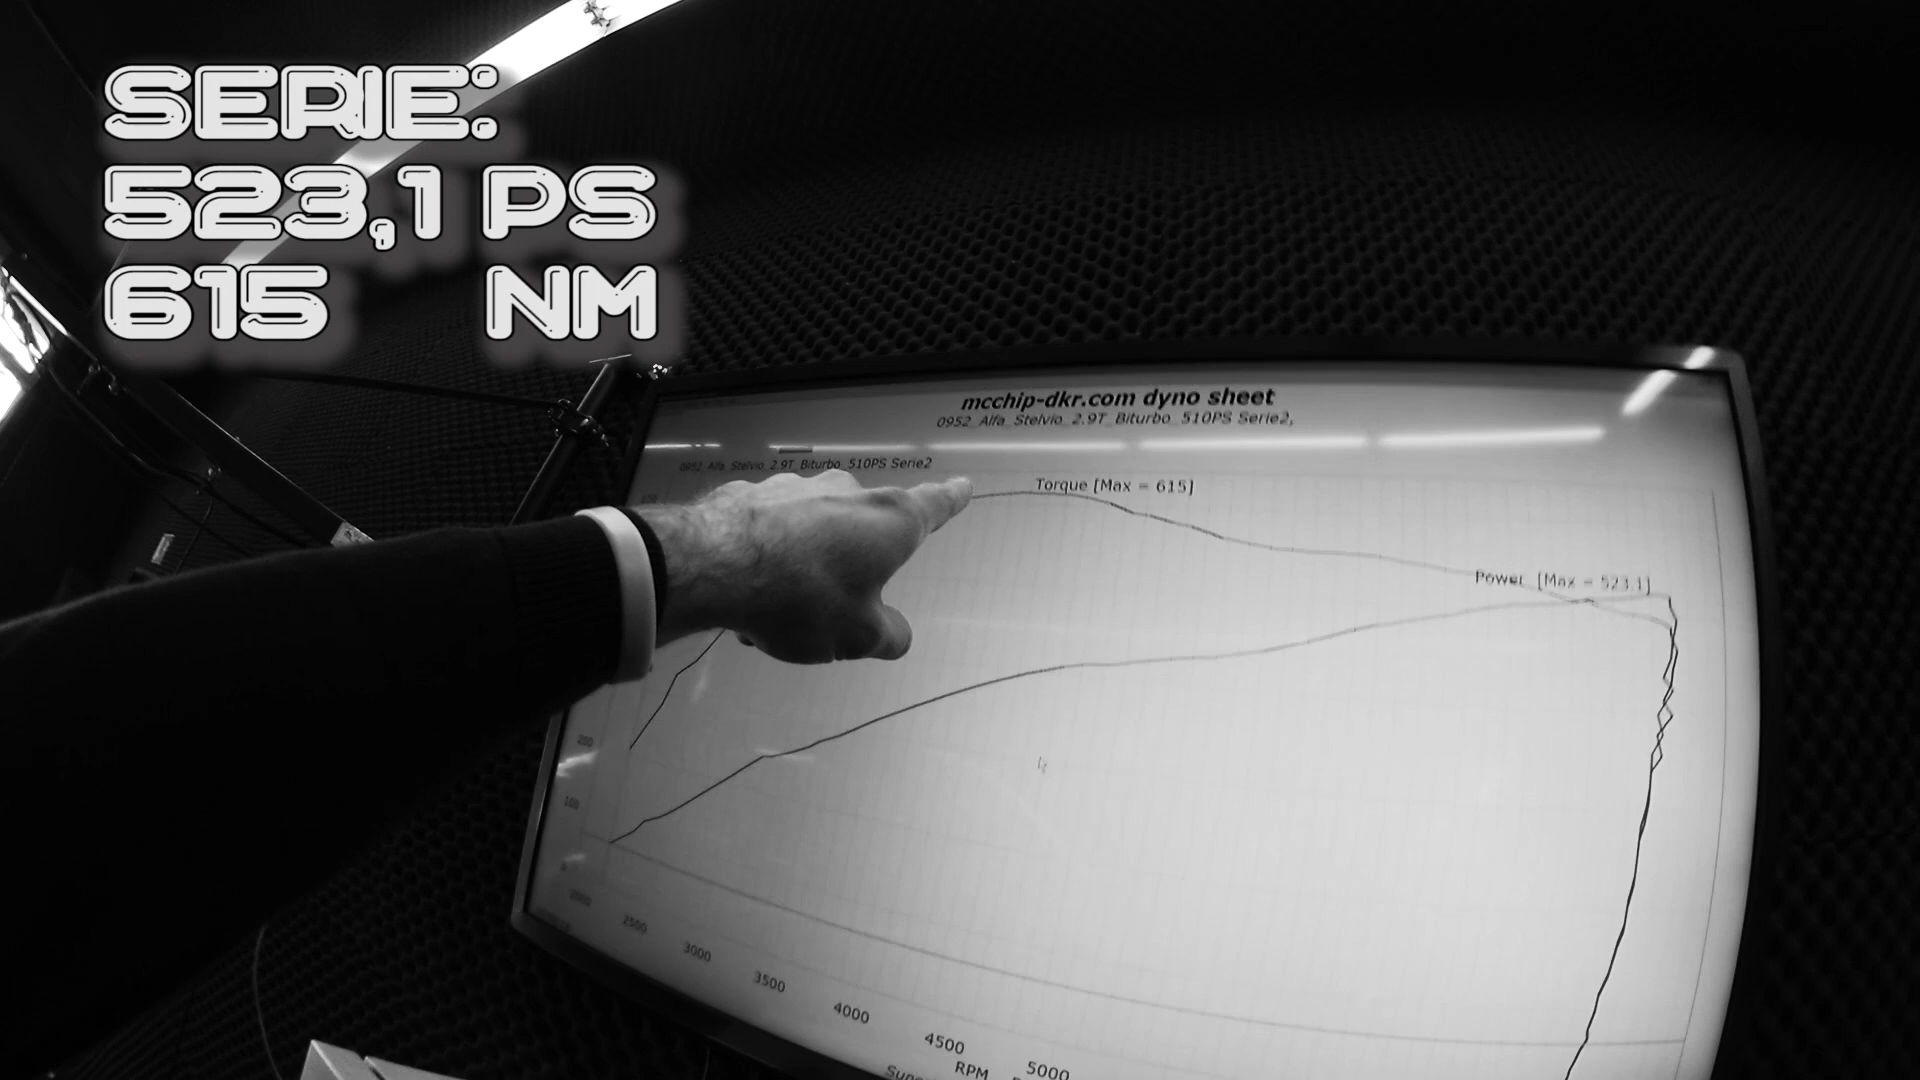 SERIE:
523,1 PS
615 NM
mcchip-dkr.com dyno sheet
0952_Alfa_Stelvio_2.9T_Biturbo_510PS Serie2,
0952_Alfa_Stelvio_2.9T_Biturbo_510PS Serie2
Torque [Max = 615]
Power [Max = 523.1]
200
100
0
2000
2500
3000
3500
4000
4500
5000
RPM